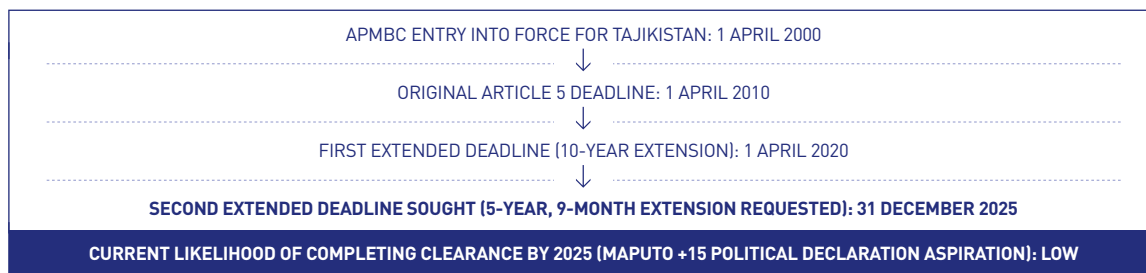 APMBC ENTRY INTO FORCE FOR TAJIKISTAN: 1 APRIL 2000
ORIGINAL ARTICLE 5 DEADLINE: 1 APRIL 2010
FIRST EXTENDED DEADLINE (10-YEAR EXTENSION): 1 APRIL 2020
SECOND EXTENDED DEADLINE SOUGHT (5-YEAR, 9-MONTH EXTENSION REQUESTED): 31 DECEMBER 2025
CURRENT LIKELIHOOD OF COMPLETING CLEARANCE BY 2025 (MAPUTO +15 POLITICAL DECLARATION ASPIRATION): LOW